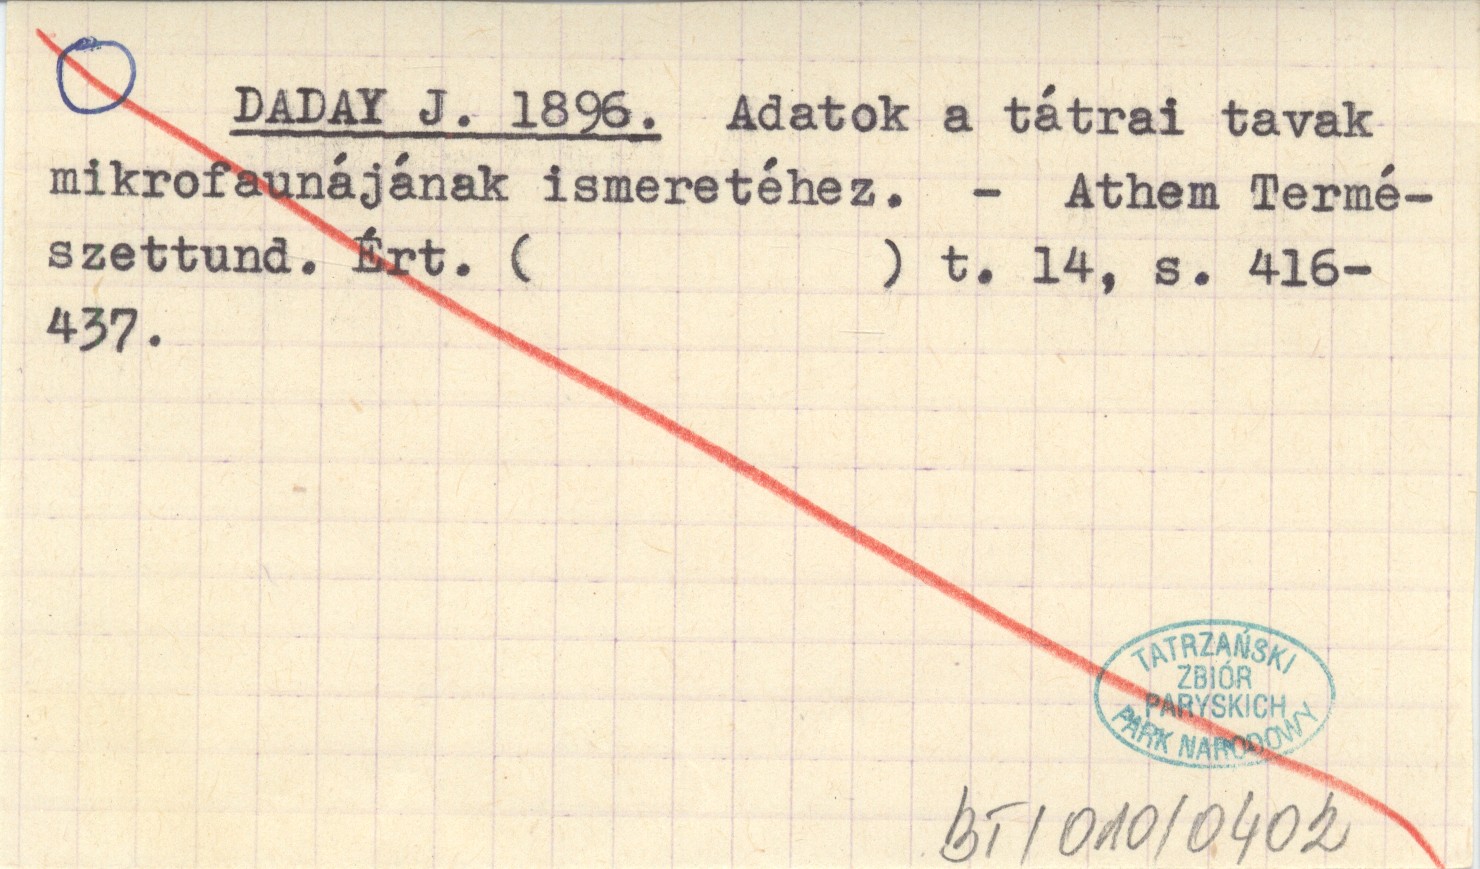 DADAY J. 1896. Adatok a tátrai tavak
mikrofaunájának ismeretéhez. - Athem Termé-
szettund. Ért. ( ) t. 14, s. 416-
437.
TATRZAŃSKI
ZBIÓR
PARYSKICH
PARK NARODOWY
BT/010/0402